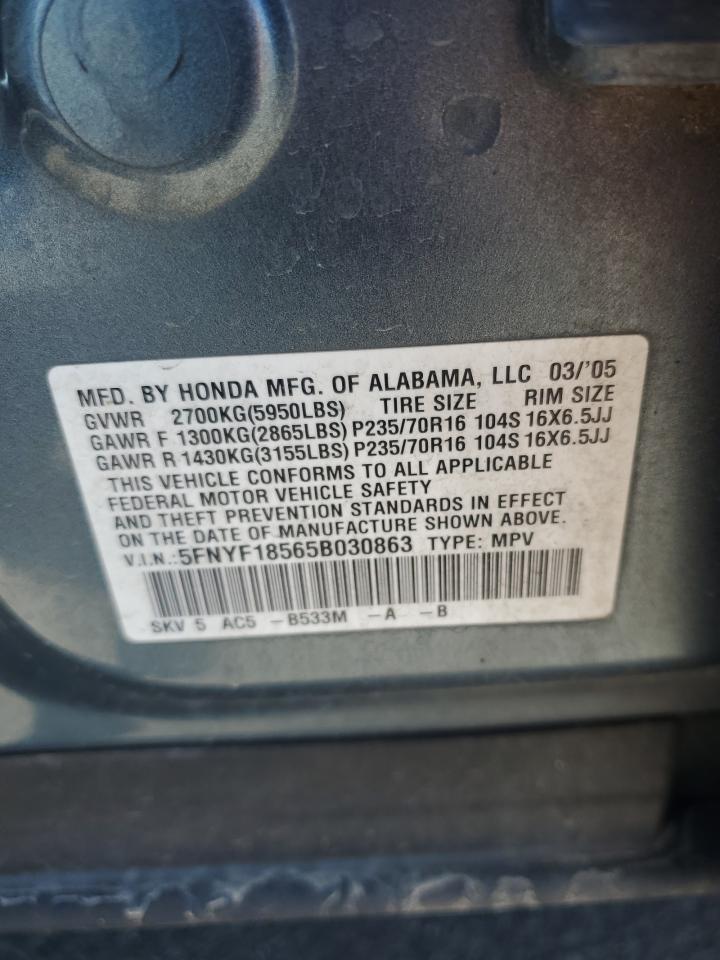 MFD. BY HONDA MFG. OF ALABAMA, LLC 03/'05
GVWR 2700KG(5950LBS) TIRE SIZE RIM SIZE
GAWR F 1300KG(2865LBS) P235/70R16 104S 16X6.5JJ
GAWR R 1430KG(3155LBS) P235/70R16 104S 16X6.5JJ
THIS VEHICLE CONFORMS TO ALL APPLICABLE
FEDERAL MOTOR VEHICLE SAFETY
AND THEFT PREVENTION STANDARDS IN EFFECT
ON THE DATE OF MANUFACTURE SHOWN ABOVE.
V.I.N.:5FNYF18565B030863 TYPE: MPV
SKV 5 AC5 -B533M -A -B